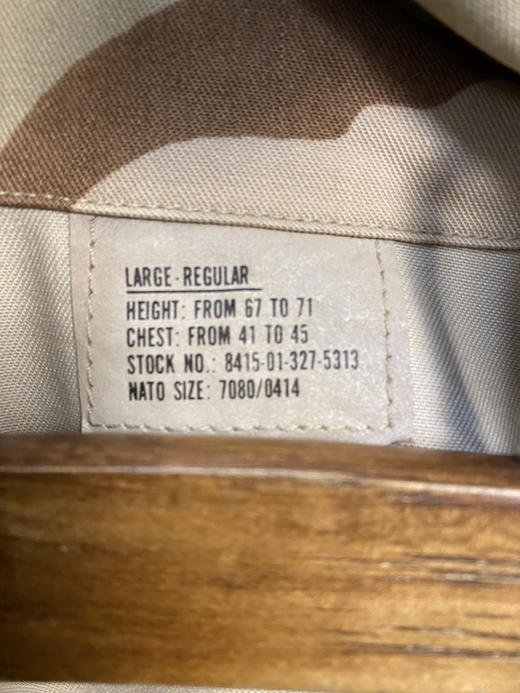 LARGE-REGULAR
HEIGHT: FROM 67 TO 71
CHEST: FROM 41 TO 45
STOCK NO.: 8415-01-327-5313
NATO SIZE: 7080/0414